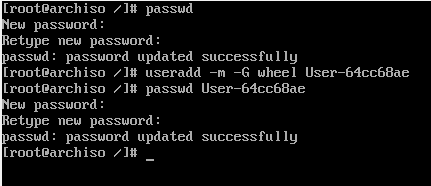 [root@archiso /]# passwd
New password:
Retype new password:
passwd: password updated successfully
[root@archiso /]# useradd -m -G wheel User-64cc68ae
[root@archiso /]# passwd User-64cc68ae
New password:
Retype new password:
passwd: password updated successfully
[root@archiso /]# _